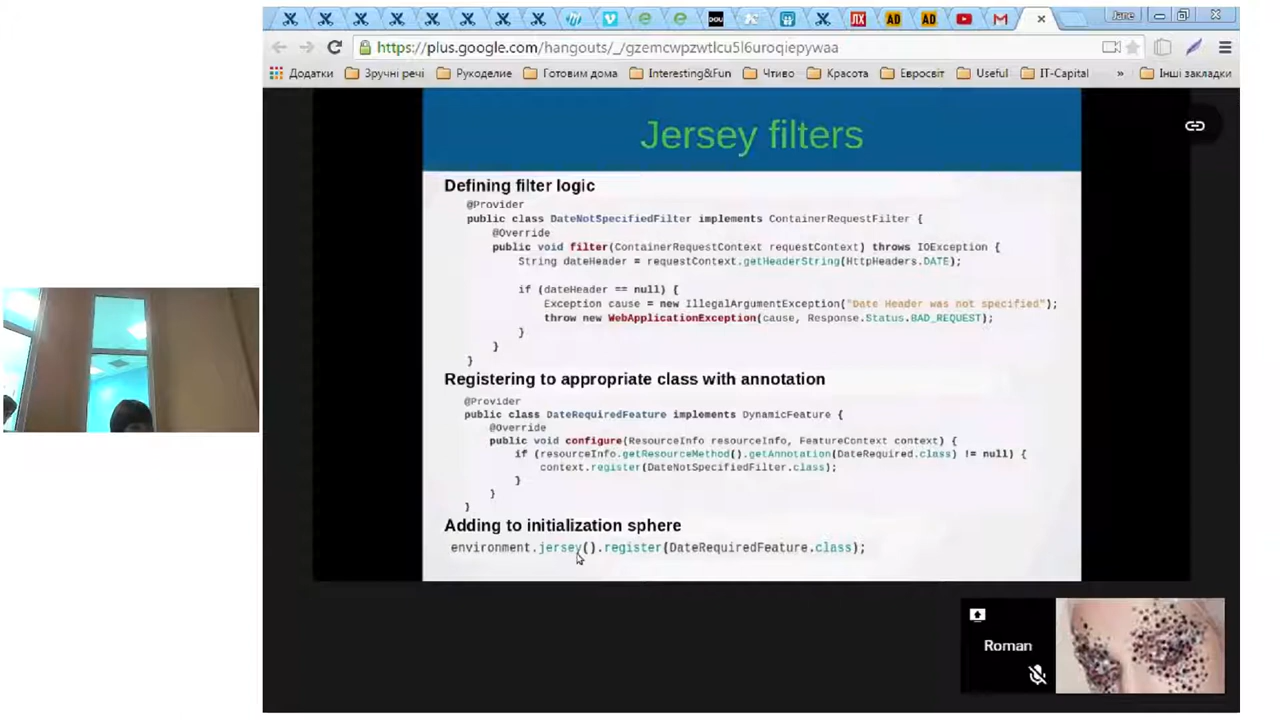 Jane
https://plus.google.com/hangouts/_/gzemcwpzwtlcu5l6uroqiepywaa
Додатки Зручні речі Рукоделие Готовим дома Interesting&Fun Чтиво Красота Евросвіт Useful IT-Capital » Інші закладки
Jersey filters
Defining filter logic
@Provider
public class DateNotSpecifiedFilter implements ContainerRequestFilter {
@Override
public void filter(ContainerRequestContext requestContext) throws IOException {
String dateHeader = requestContext.getHeaderString(HttpHeaders.DATE);
if (dateHeader == null) {
Exception cause = new IllegalArgumentException("Date Header was not specified");
throw new WebApplicationException(cause, Response.Status.BAD_REQUEST);
}
}
}
Registering to appropriate class with annotation
@Provider
public class DateRequiredFeature implements DynamicFeature {
@Override
public void configure(ResourceInfo resourceInfo, FeatureContext context) {
if (resourceInfo.getResourceMethod().getAnnotation(DateRequired.class) != null) {
context.register(DateNotSpecifiedFilter.class);
}
}
}
Adding to initialization sphere
environment.jersey().register(DateRequiredFeature.class);
Roman